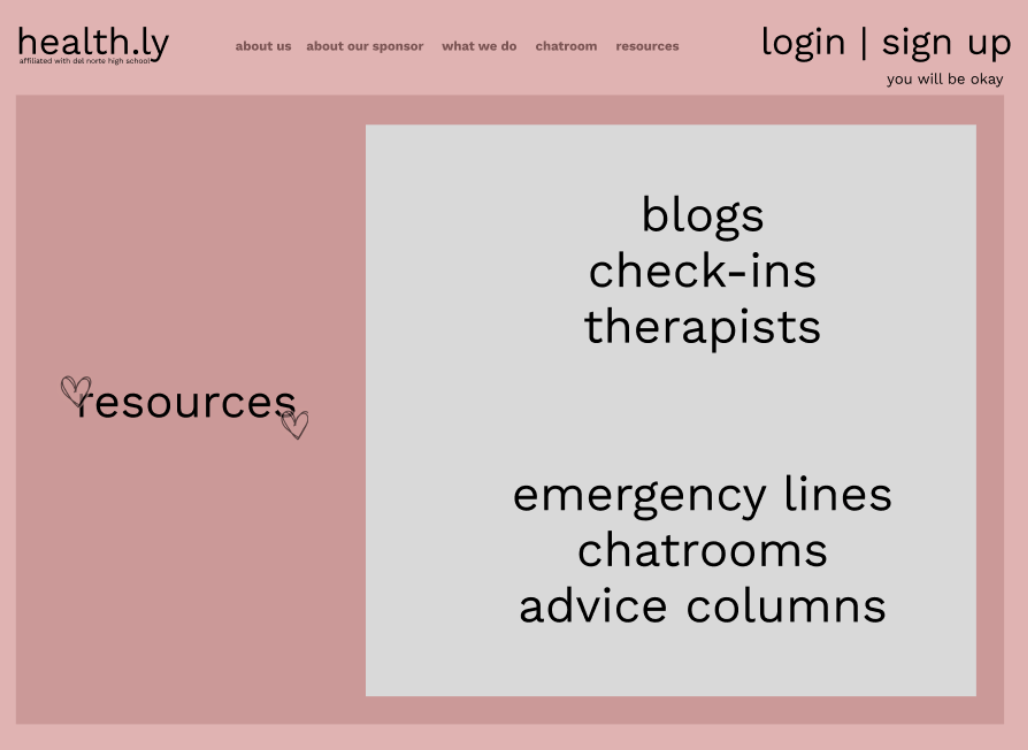 health.ly
affiliated with del norte high school
about us about our sponsor what we do chatroom resources
login | sign up
you will be okay
resources
blogs
check-ins
therapists
emergency lines
chatrooms
advice columns